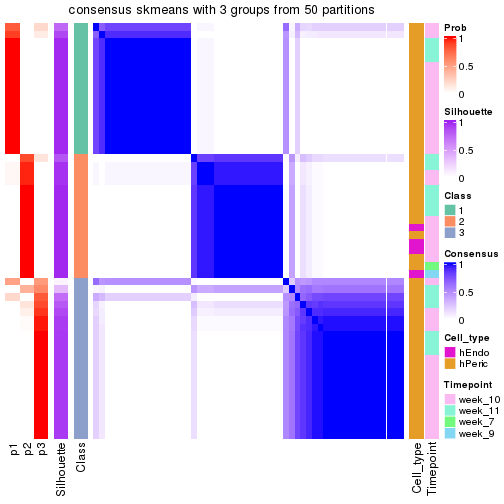 consensus skmeans with 3 groups from 50 partitions
Prob
1
0.5
0
Silhouette
1
0.5
0
Class
1
2
3
Consensus
1
0.5
0
Cell_type
hEndo
hPeric
Timepoint
week_10
week_11
week_7
week_9
p1
p2
p3
Silhouette
Class
Cell_type
Timepoint